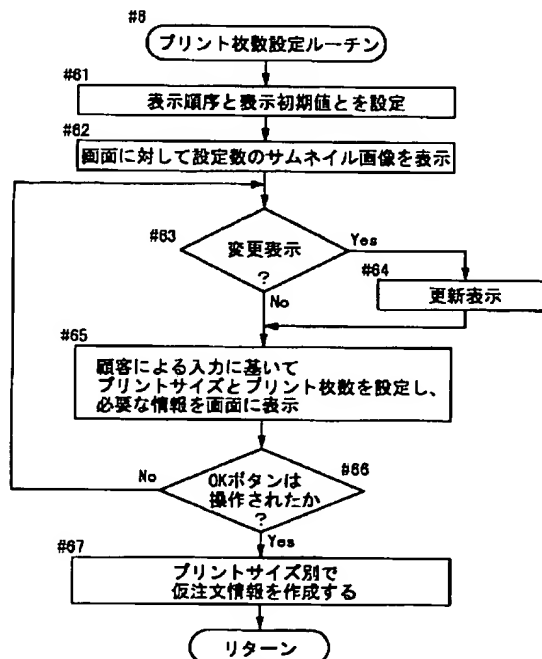 #6
プリント枚数設定ルーチン
#61
表示順序と表示初期値とを設定
#62
画面に対して設定数のサムネイル画像を表示
#63
変更表示
?
Yes
No
#64
更新表示
#65
顧客による入力に基いて
プリントサイズとプリント枚数を設定し、
必要な情報を画面に表示
#66
OKボタンは
操作されたか
?
No
Yes
#67
プリントサイズ別で
仮注文情報を作成する
リターン